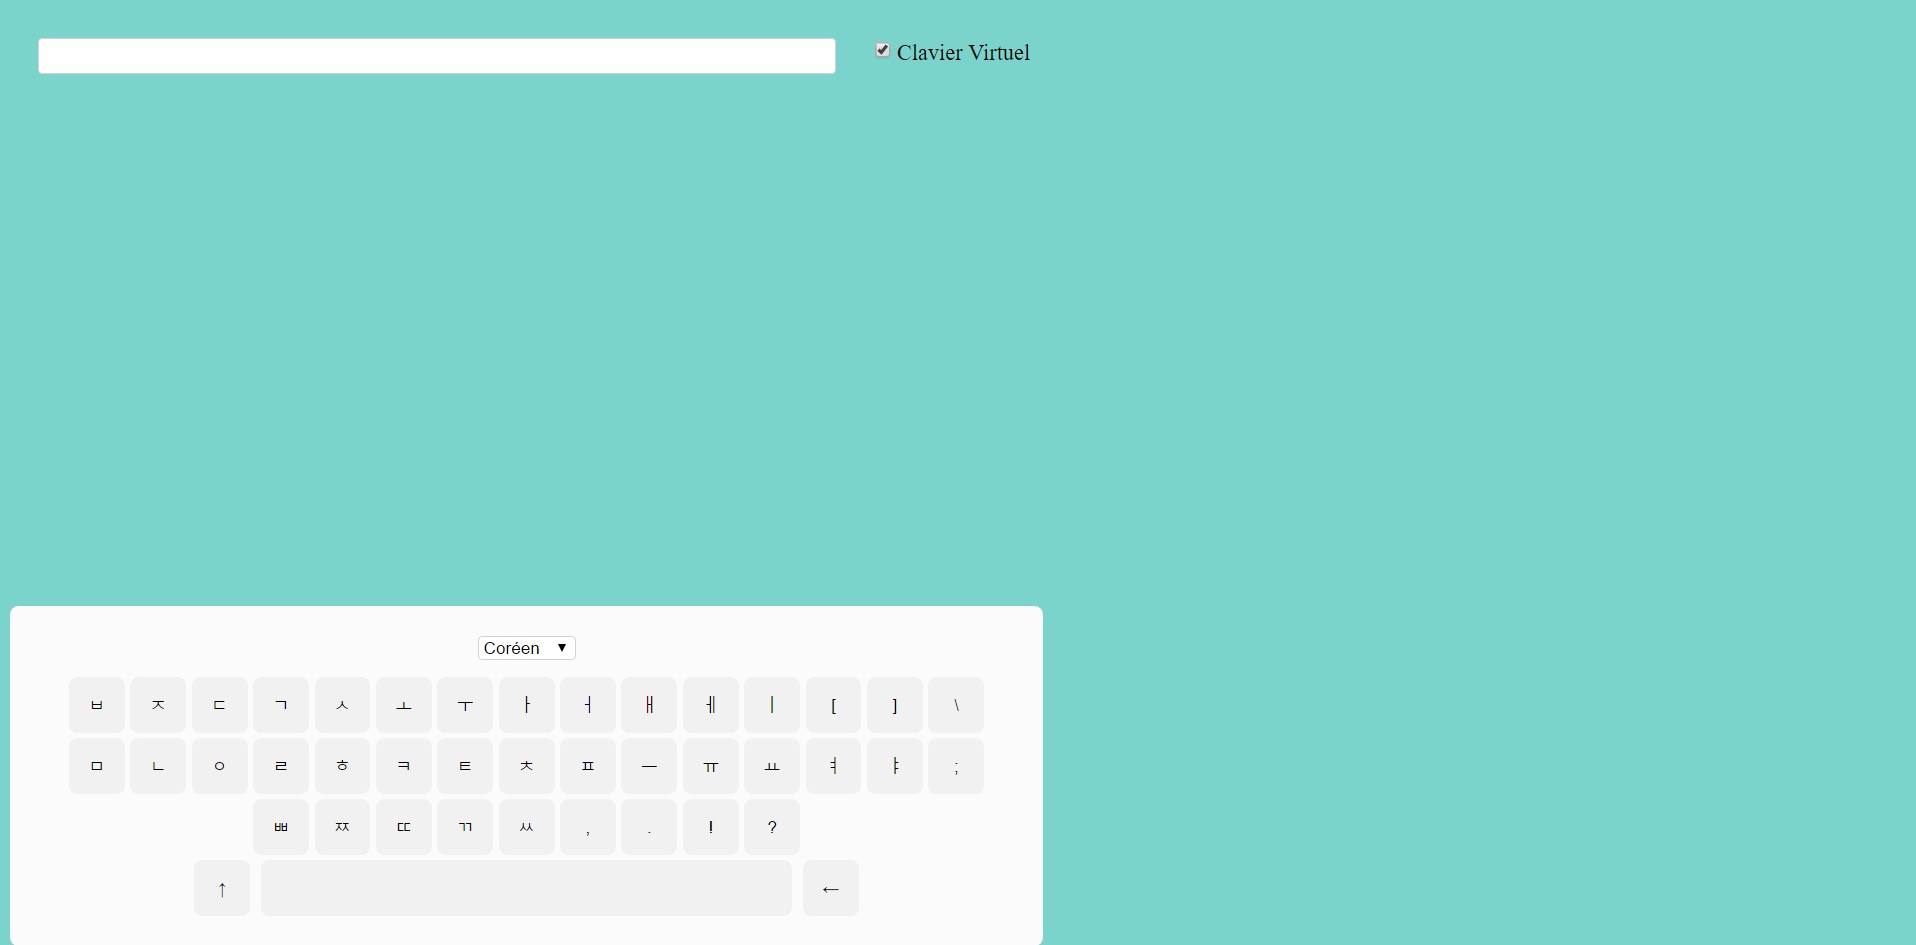 Clavier Virtuel
Coréen ▼
ㅂ ㅈ ㄷ ㄱ ㅅ ㅗ ㅜ ㅏ ㅓ ㅐ ㅔ ㅣ [ ] \
ㅁ ㄴ ㅇ ㄹ ㅎ ㅋ ㅌ ㅊ ㅍ ㅡ ㅠ ㅛ ㅕ ㅑ ;
ㅃ ㅉ ㄸ ㄲ ㅆ , . ! ?
↑ ←